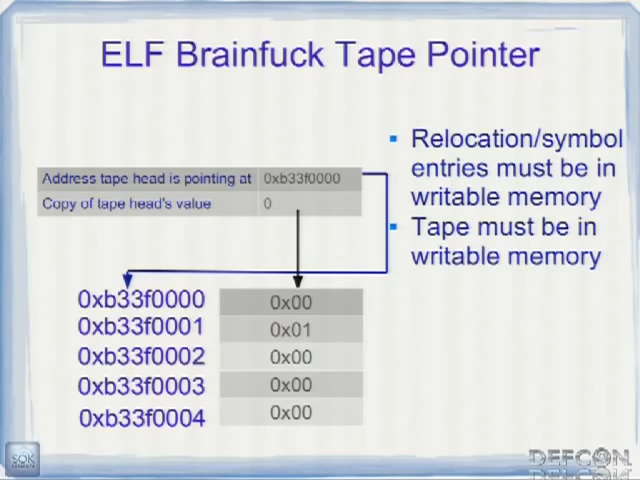 ELF Brainfuck Tape Pointer
Relocation/symbol
entries must be in
writable memory
Tape must be in
writable memory
Address tape head is pointing at 0xb33f0000
Copy of tape head's value 0
0xb33f0000 0x00
0xb33f0001 0x01
0xb33f0002 0x00
0xb33f0003 0x00
0xb33f0004 0x00
DEFCON